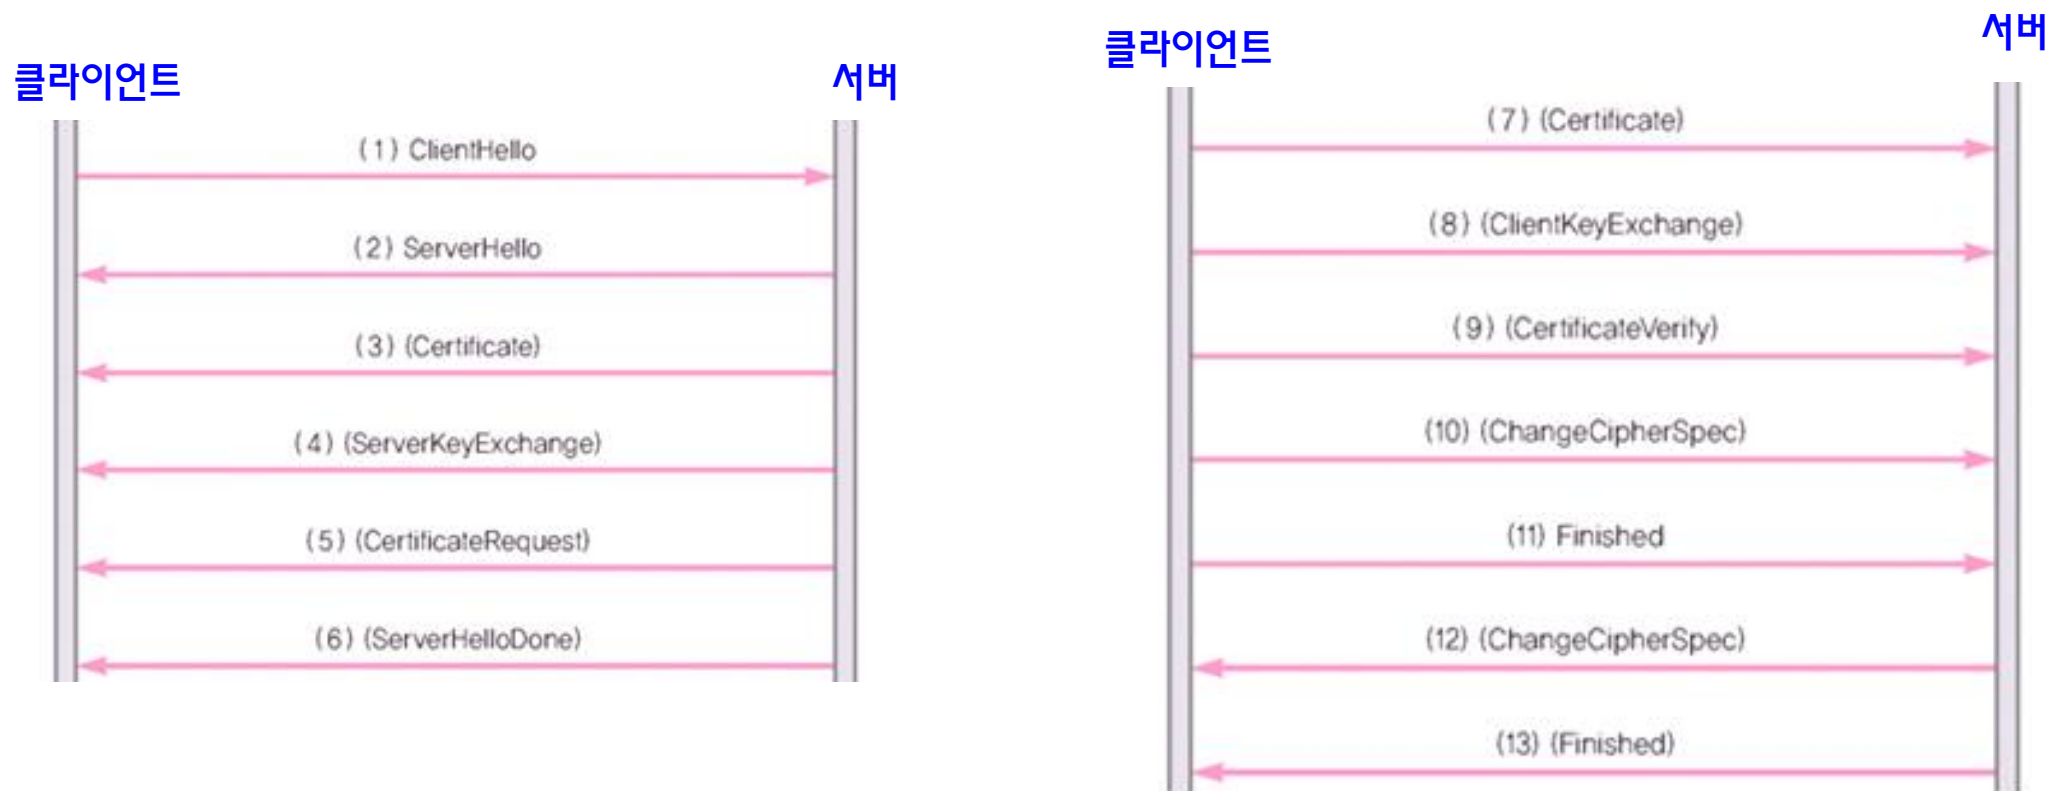 클라이언트
서버
(1) ClientHello
(2) ServerHello
(3) (Certificate)
(4) (ServerKeyExchange)
(5) (CertificateRequest)
(6) (ServerHelloDone)
클라이언트
서버
(7) (Certificate)
(8) (ClientKeyExchange)
(9) (CertificateVerify)
(10) (ChangeCipherSpec)
(11) Finished
(12) (ChangeCipherSpec)
(13) (Finished)